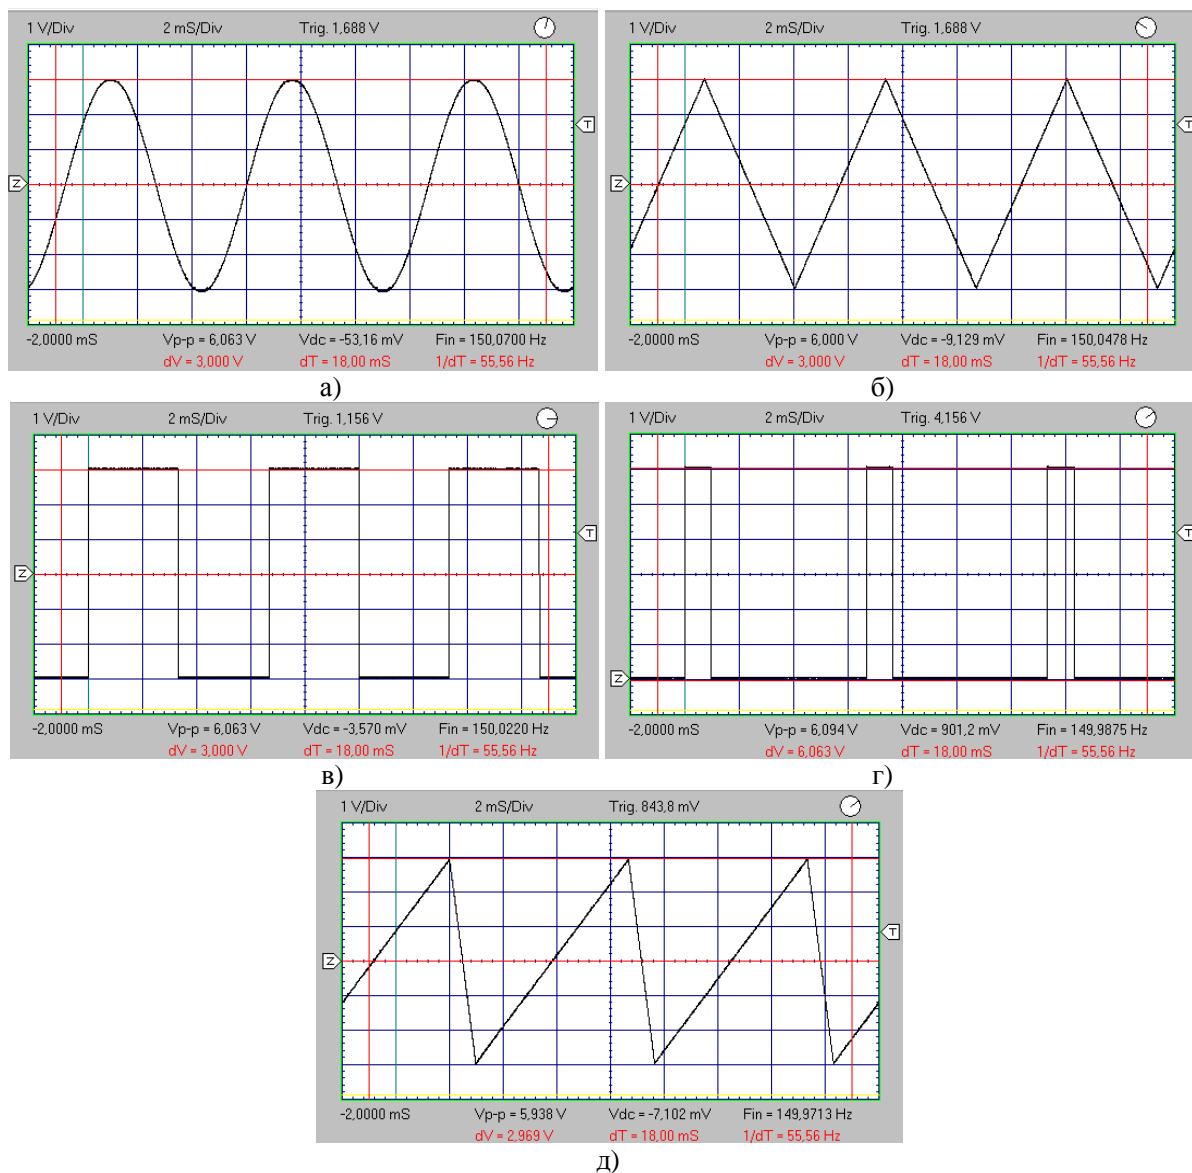 1 V/Div 2 mS/Div Trig. 1,688 V
T
Z
-2,0000 mS Vp-p = 6,063 V Vdc = -53,16 mV Fin = 150,0700 Hz
dV = 3,000 V dT = 18,00 mS 1/dT = 55,56 Hz
а)
1 V/Div 2 mS/Div Trig. 1,688 V
T
Z
-2,0000 mS Vp-p = 6,000 V Vdc = -9,129 mV Fin = 150,0478 Hz
dV = 3,000 V dT = 18,00 mS 1/dT = 55,56 Hz
б)
1 V/Div 2 mS/Div Trig. 1,156 V
T
Z
-2,0000 mS Vp-p = 6,063 V Vdc = -3,570 mV Fin = 150,0220 Hz
dV = 3,000 V dT = 18,00 mS 1/dT = 55,56 Hz
в)
1 V/Div 2 mS/Div Trig. 4,156 V
T
Z
-2,0000 mS Vp-p = 6,094 V Vdc = 901,2 mV Fin = 149,9875 Hz
dV = 6,063 V dT = 18,00 mS 1/dT = 55,56 Hz
г)
1 V/Div 2 mS/Div Trig. 843,8 mV
T
Z
-2,0000 mS Vp-p = 5,938 V Vdc = -7,102 mV Fin = 149,9713 Hz
dV = 2,969 V dT = 18,00 mS 1/dT = 55,56 Hz
д)